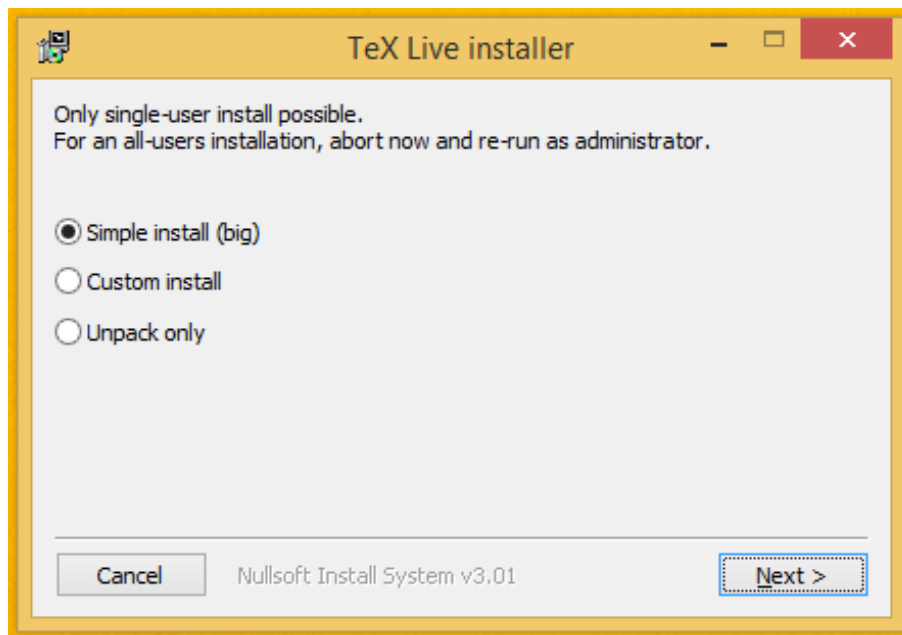 TeX Live installer
Only single-user install possible.
For an all-users installation, abort now and re-run as administrator.
Simple install (big)
Custom install
Unpack only
Cancel
Nullsoft Install System v3.01
Next >